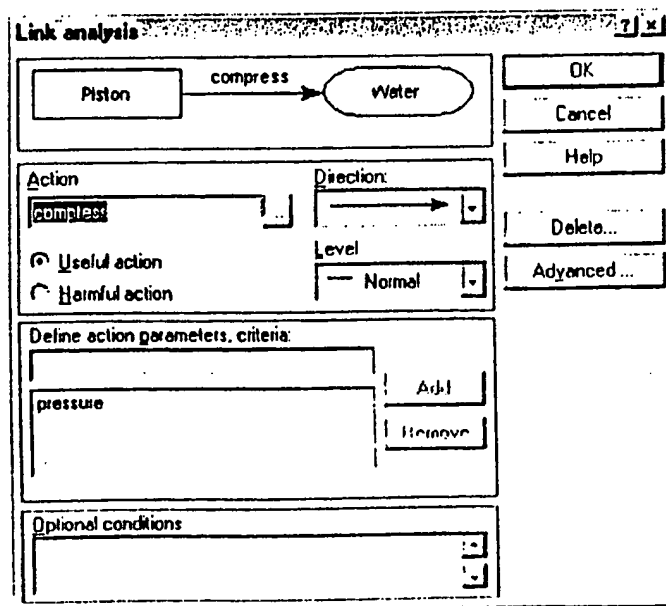 Link analysis ? ×
compress
Piston
Water
OK
Cancel
Help
Action
Direction:
compress
...
Delete...
Useful action
Level
Normal
Advanced ...
Harmful action
Define action parameters, criteria:
Add
pressure
Remove
Optional conditions